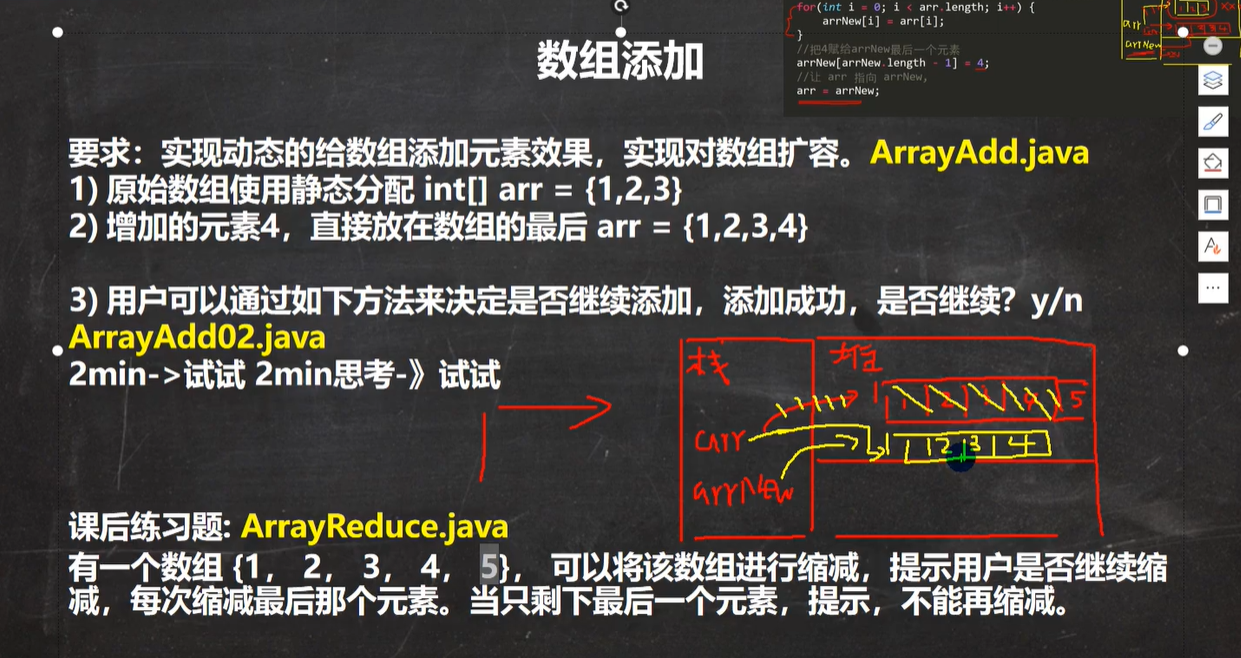 for(int i = 0; i < arr.length; i++) {
arrNew[i] = arr[i];
}
//把4赋给arrNew最后一个元素
arrNew[arrNew.length - 1] = 4;
//让 arr 指向 arrNew,
arr = arrNew;
arr
arrNew
数组添加
要求：实现动态的给数组添加元素效果，实现对数组扩容。ArrayAdd.java
1) 原始数组使用静态分配 int[] arr = {1,2,3}
2) 增加的元素4，直接放在数组的最后 arr = {1,2,3,4}
3) 用户可以通过如下方法来决定是否继续添加，添加成功，是否继续？y/n
ArrayAdd02.java
2min->试试 2min思考-》试试
栈 堆
1 2 3 4 5
arr
1 2 3 4
arrNew
课后练习题: ArrayReduce.java
有一个数组 {1， 2， 3， 4， 5}， 可以将该数组进行缩减，提示用户是否继续缩
减，每次缩减最后那个元素。当只剩下最后一个元素，提示，不能再缩减。